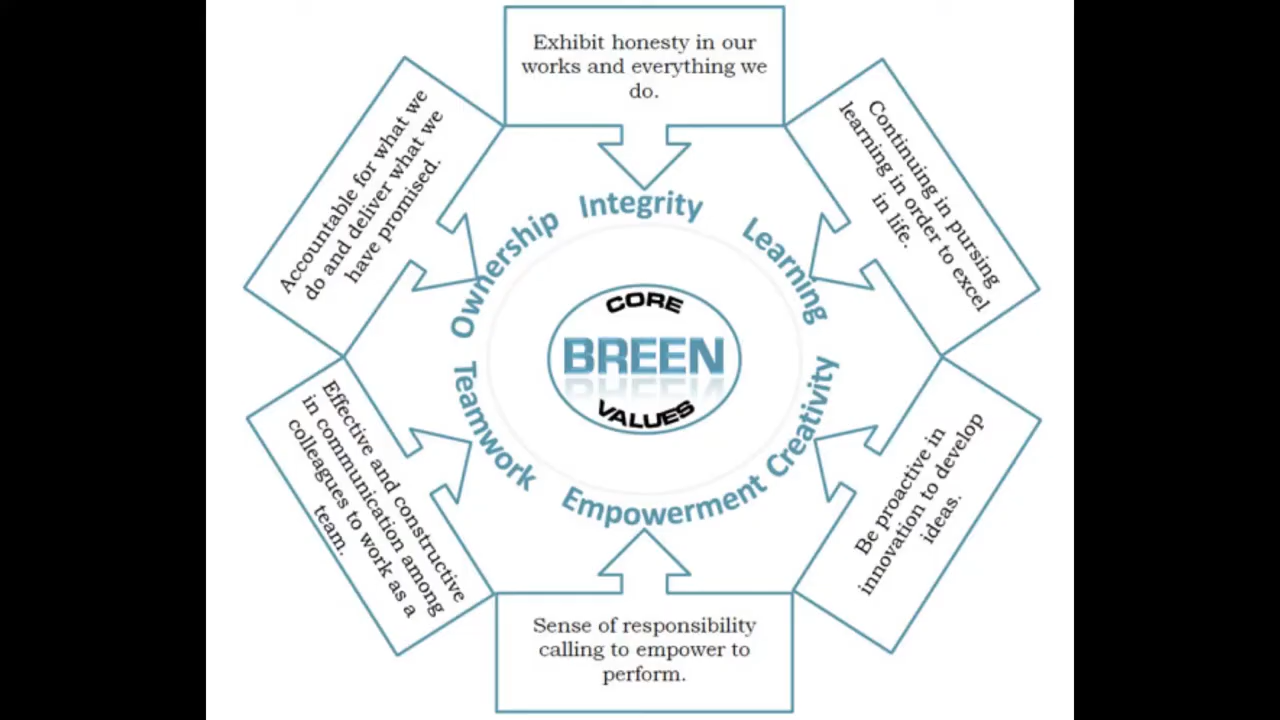 Exhibit honesty in our
works and everything we
do.
Continuing in pursing
learning in order to excel
in life.
Be proactive in
innovation to develop
ideas.
Sense of responsibility
calling to empower to
perform.
Effective and constructive
in communication among
colleagues to work as a
team.
Accountable for what we
do and deliver what we
have promised.
Integrity
Learning
Creativity
Empowerment
Teamwork
Ownership
CORE
BREEN
VALUES